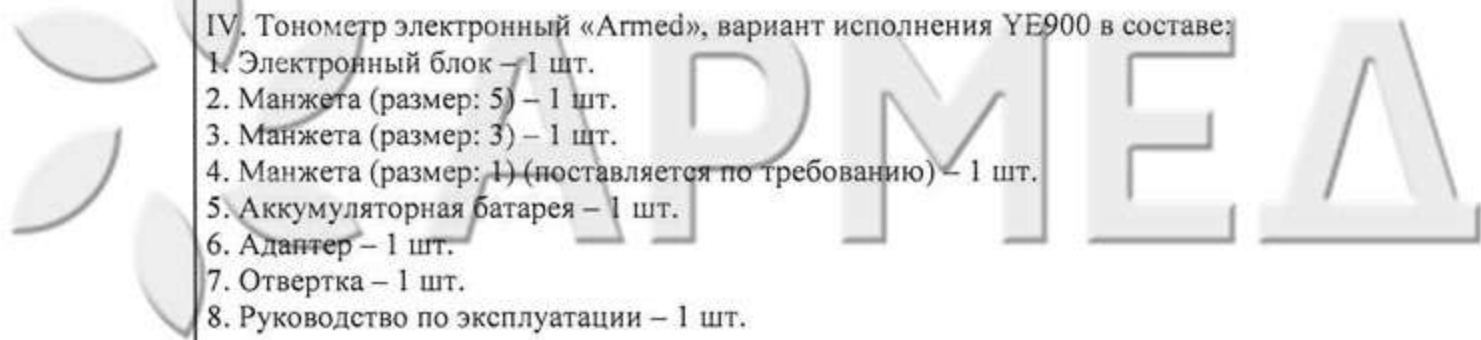 IV. Тонометр электронный «Armed», вариант исполнения YE900 в составе:
1. Электронный блок – 1 шт.
2. Манжета (размер: 5) – 1 шт.
3. Манжета (размер: 3) – 1 шт.
4. Манжета (размер: 1) (поставляется по требованию) – 1 шт.
5. Аккумуляторная батарея – 1 шт.
6. Адаптер – 1 шт.
7. Отвертка – 1 шт.
8. Руководство по эксплуатации – 1 шт.
АРМЕД